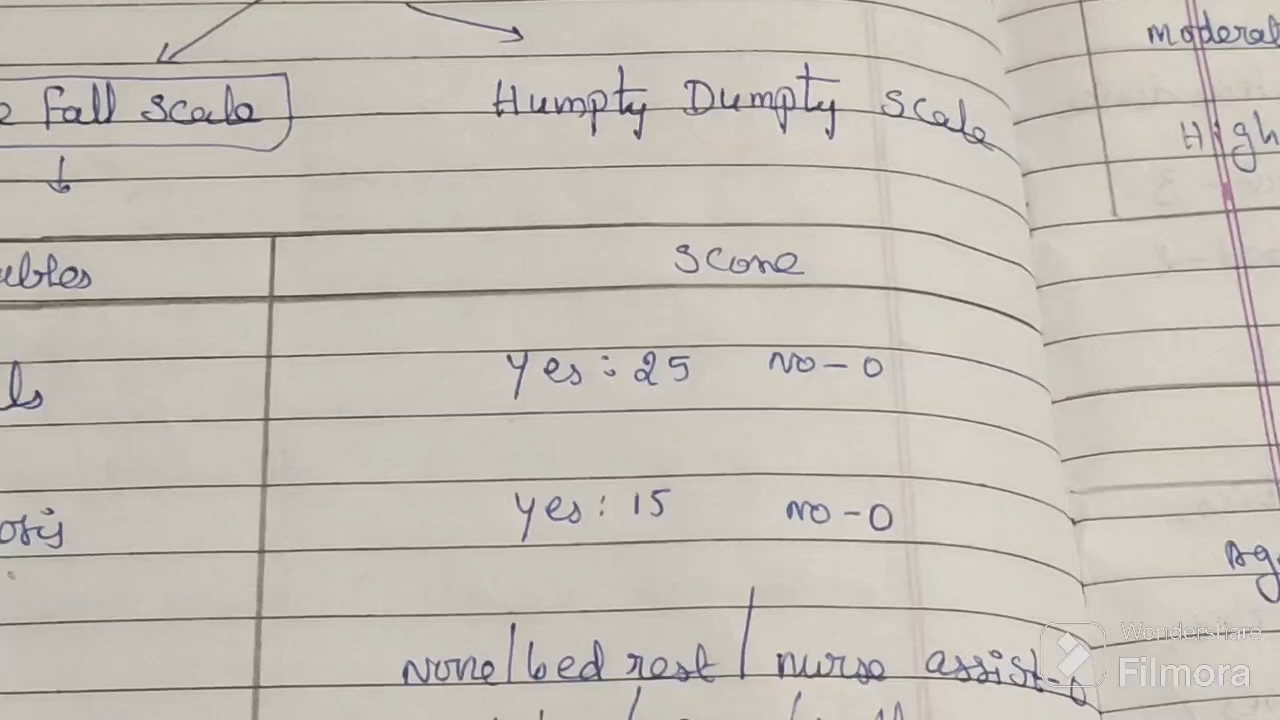 Fall Scale
Humpty Dumpty Scale
Score
Yes : 25 No - 0
Yes : 15 No - 0
None / bed rest / nurse assist - 0
High
Wondershare
Filmora